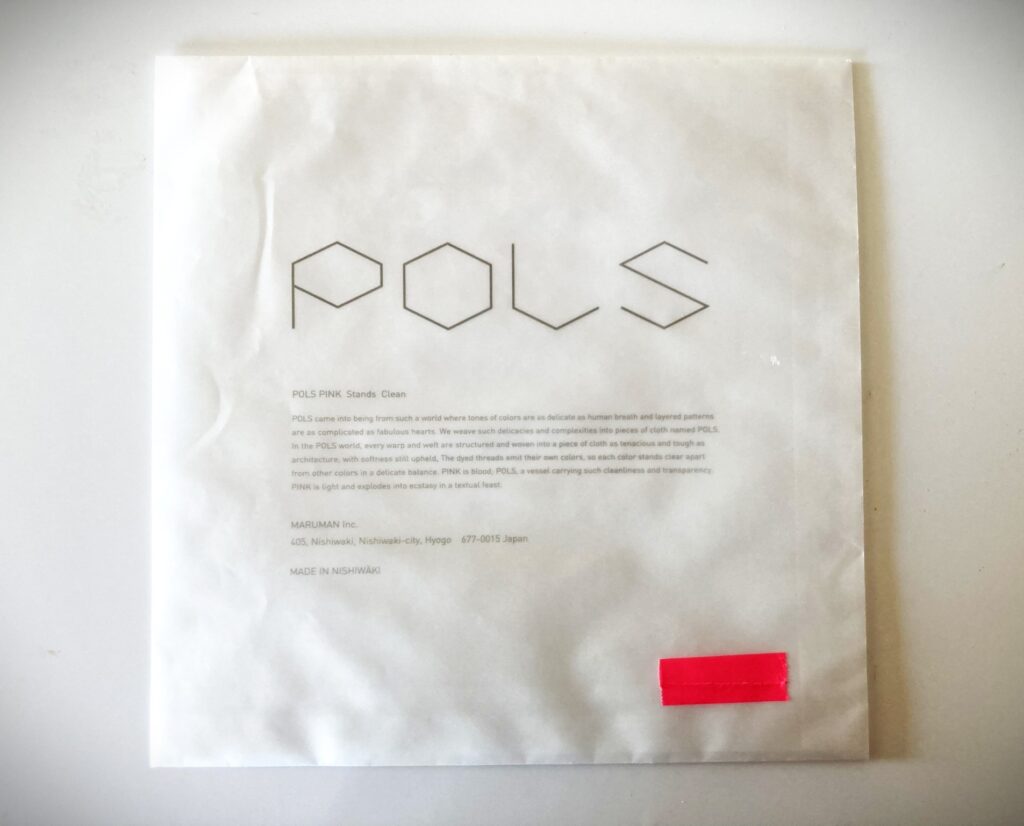 POLS
POLS PINK Stands Clean
POLS came into being from such a world where tones of colors are as delicate as human breath and layered patterns
are as complicated as fabulous hearts. We weave such delicacies and complexities into pieces of cloth named POLS.
In the POLS world, every warp and weft are structured and woven into a piece of cloth as tenacious and tough as
architecture; with softness still upheld. The dyed threads emit their own colors, so each color stands clear apart
from other colors in a delicate balance. PINK is blood; POLS, a vessel carrying such cleanliness and transparency.
PINK is light and explodes into ecstasy in a textual feast.
MARUMAN Inc.
405, Nishiwaki, Nishiwaki-city, Hyogo 677-0015 Japan
MADE IN NISHIWAKI